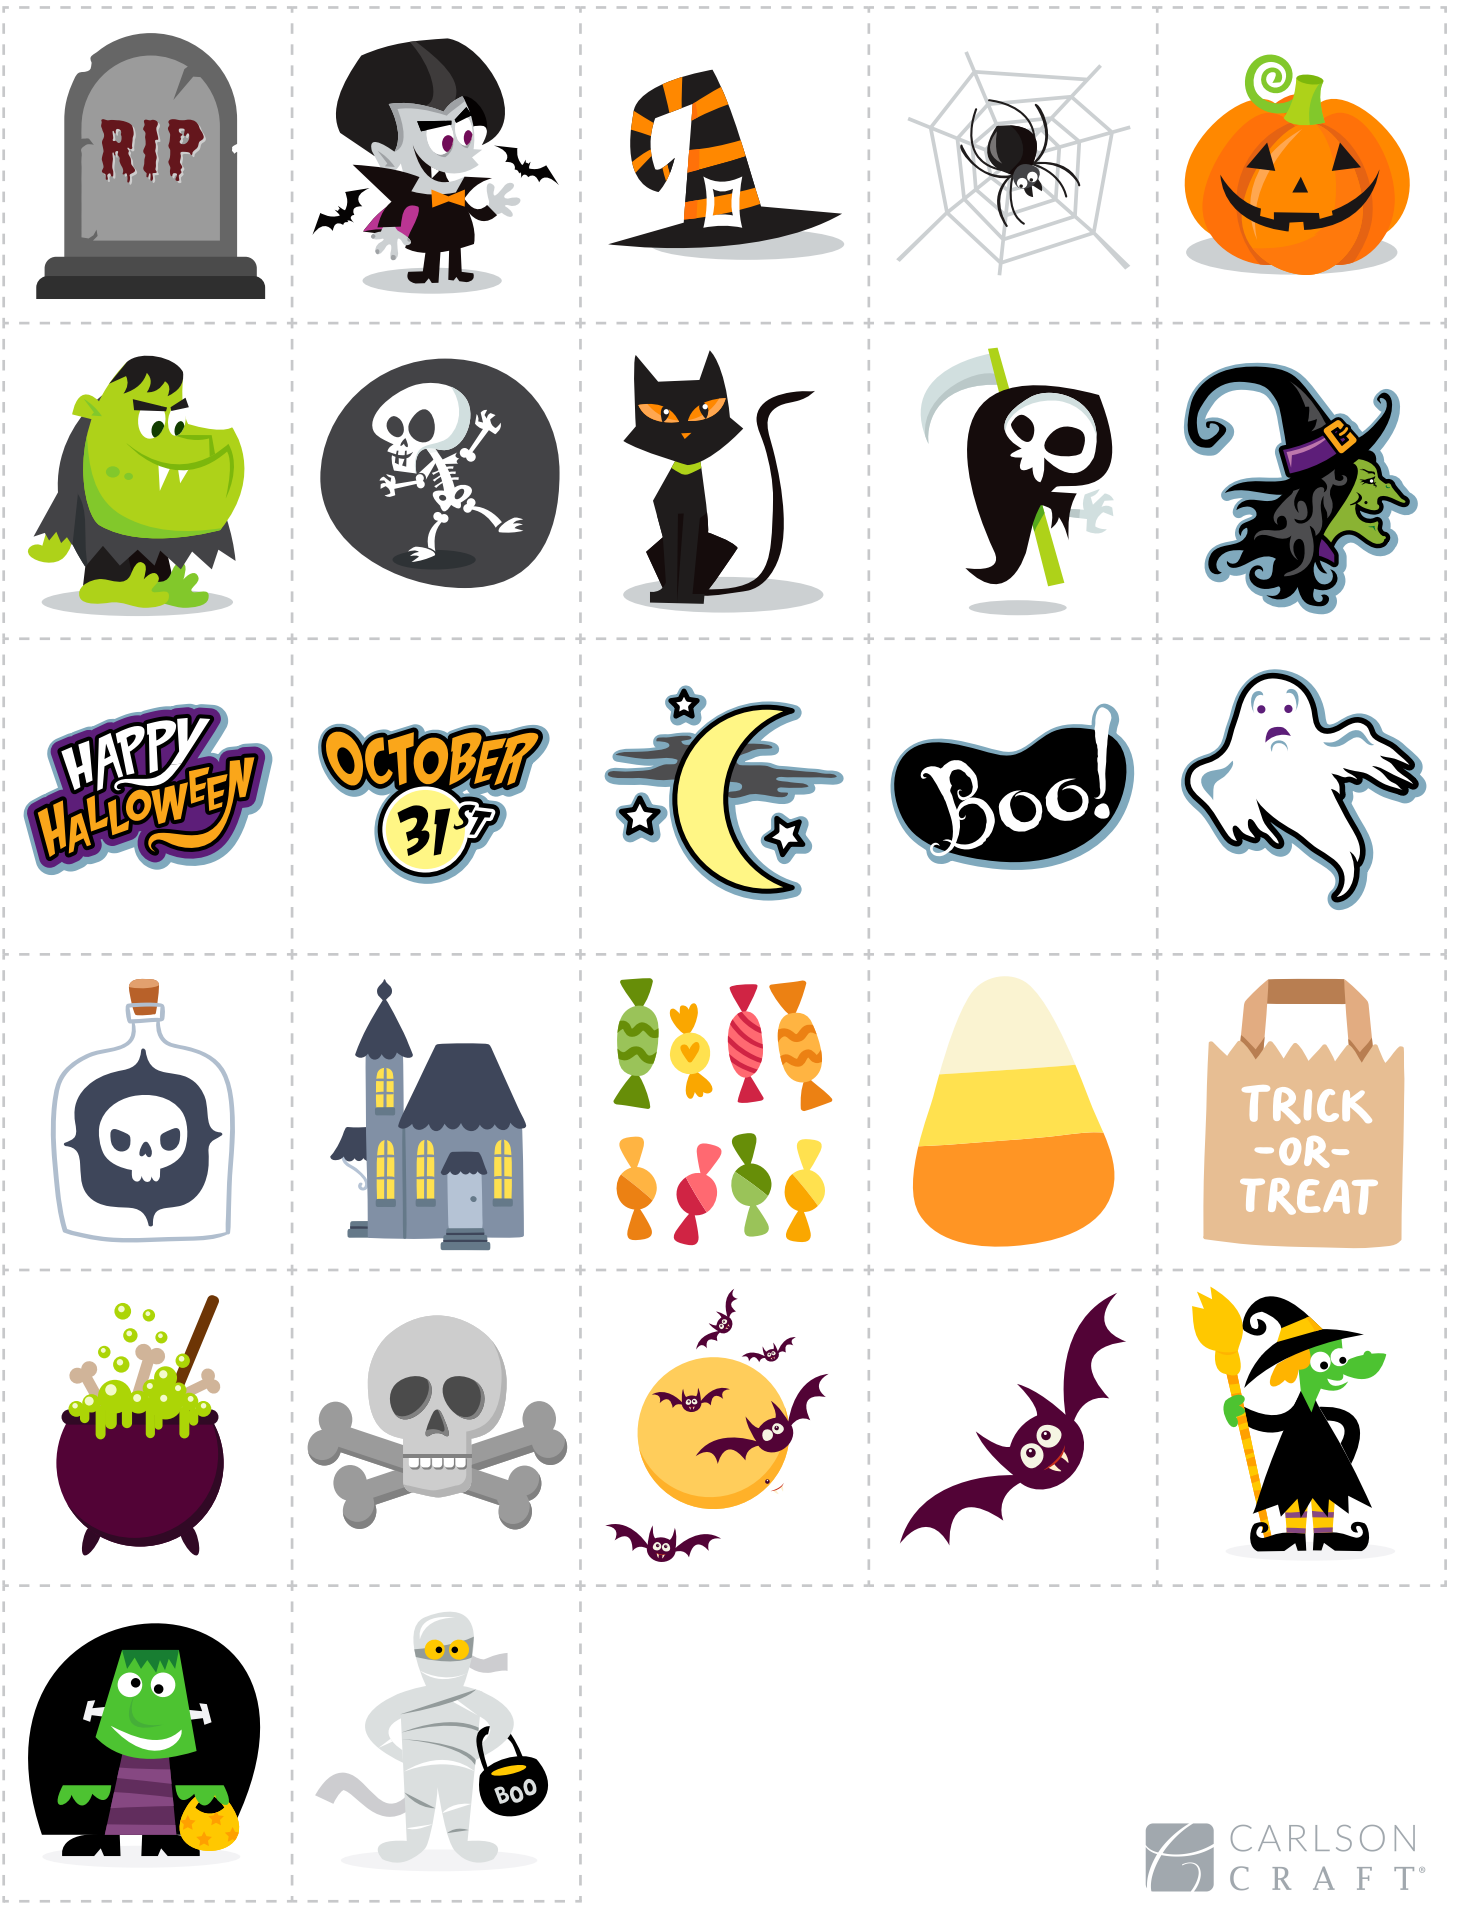 RIP
HAPPY
HALLOWEEN
OCTOBER
31ST
Boo!
TRICK
-OR-
TREAT
BOO
CARLSON
CRAFT®